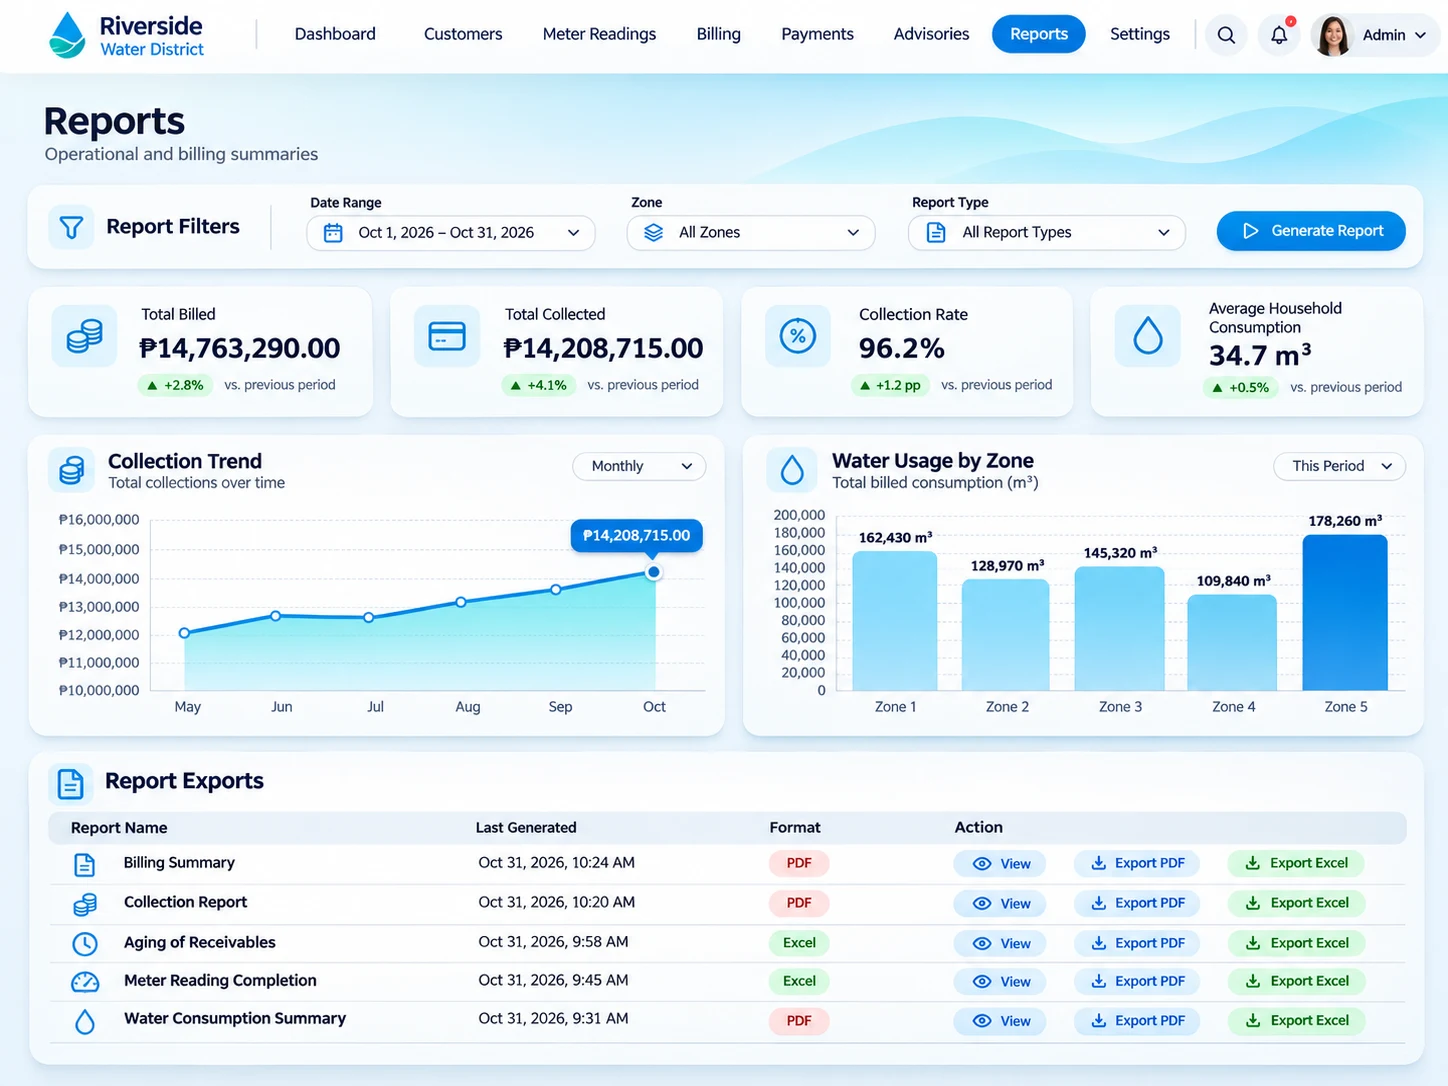 Riverside
Water District
Dashboard
Customers
Meter Readings
Billing
Payments
Advisories
Reports
Settings
Admin
Reports
Operational and billing summaries
Report Filters
Date Range
Oct 1, 2026 – Oct 31, 2026
Zone
All Zones
Report Type
All Report Types
Generate Report
Total Billed
₱14,763,290.00
▲ +2.8% vs. previous period
Total Collected
₱14,208,715.00
▲ +4.1% vs. previous period
Collection Rate
96.2%
▲ +1.2 pp vs. previous period
Average Household
Consumption
34.7 m³
▲ +0.5% vs. previous period
Collection Trend
Total collections over time
Monthly
₱16,000,000
₱15,000,000
₱14,000,000
₱13,000,000
₱12,000,000
₱11,000,000
₱10,000,000
₱14,208,715.00
May Jun Jul Aug Sep Oct
Water Usage by Zone
Total billed consumption (m³)
This Period
200,000
180,000
160,000
140,000
120,000
100,000
80,000
60,000
40,000
20,000
0
162,430 m³
128,970 m³
145,320 m³
109,840 m³
178,260 m³
Zone 1 Zone 2 Zone 3 Zone 4 Zone 5
Report Exports
Report Name Last Generated Format Action
Billing Summary Oct 31, 2026, 10:24 AM PDF View Export PDF Export Excel
Collection Report Oct 31, 2026, 10:20 AM PDF View Export PDF Export Excel
Aging of Receivables Oct 31, 2026, 9:58 AM Excel View Export PDF Export Excel
Meter Reading Completion Oct 31, 2026, 9:45 AM Excel View Export PDF Export Excel
Water Consumption Summary Oct 31, 2026, 9:31 AM PDF View Export PDF Export Excel